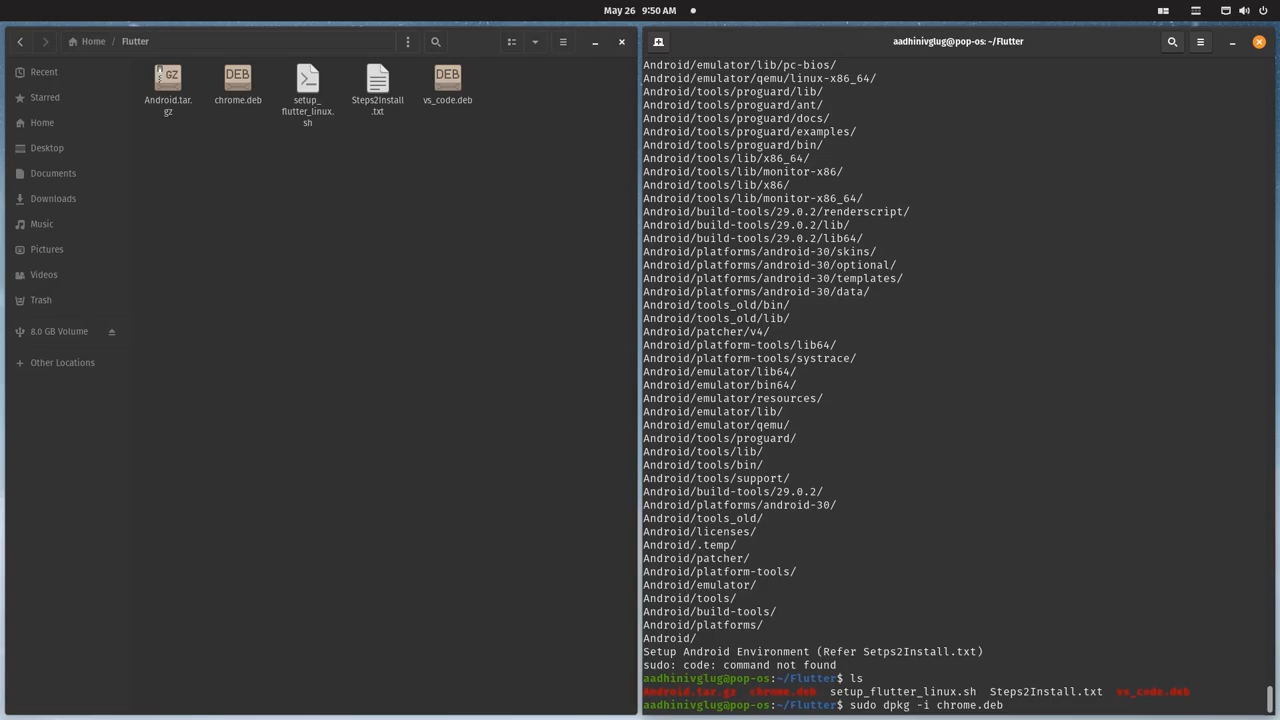 May 26 9:50 AM
Home Flutter
Recent
Starred
Home
Desktop
Documents
Downloads
Music
Pictures
Videos
Trash
8.0 GB Volume
Other Locations
GZ
Android.tar.
gz
DEB
chrome.deb
setup_
flutter_linux.
sh
Steps2Install
.txt
DEB
vs_code.deb
aadhinivglug@pop-os: ~/Flutter
Android/emulator/lib/pc-bios/
Android/emulator/qemu/linux-x86_64/
Android/tools/proguard/lib/
Android/tools/proguard/ant/
Android/tools/proguard/docs/
Android/tools/proguard/examples/
Android/tools/proguard/bin/
Android/tools/lib/x86_64/
Android/tools/lib/monitor-x86/
Android/tools/lib/x86/
Android/tools/lib/monitor-x86_64/
Android/build-tools/29.0.2/renderscript/
Android/build-tools/29.0.2/lib/
Android/build-tools/29.0.2/lib64/
Android/platforms/android-30/skins/
Android/platforms/android-30/optional/
Android/platforms/android-30/templates/
Android/platforms/android-30/data/
Android/tools_old/bin/
Android/tools_old/lib/
Android/patcher/v4/
Android/platform-tools/lib64/
Android/platform-tools/systrace/
Android/emulator/lib64/
Android/emulator/bin64/
Android/emulator/resources/
Android/emulator/lib/
Android/emulator/qemu/
Android/tools/proguard/
Android/tools/lib/
Android/tools/bin/
Android/tools/support/
Android/build-tools/29.0.2/
Android/platforms/android-30/
Android/tools_old/
Android/licenses/
Android/.temp/
Android/patcher/
Android/platform-tools/
Android/emulator/
Android/tools/
Android/build-tools/
Android/platforms/
Android/
Setup Android Environment (Refer Setps2Install.txt)
sudo: code: command not found
aadhinivglug@pop-os:~/Flutter$ ls
Android.tar.gz chrome.deb setup_flutter_linux.sh Steps2Install.txt vs_code.deb
aadhinivglug@pop-os:~/Flutter$ sudo dpkg -i chrome.deb